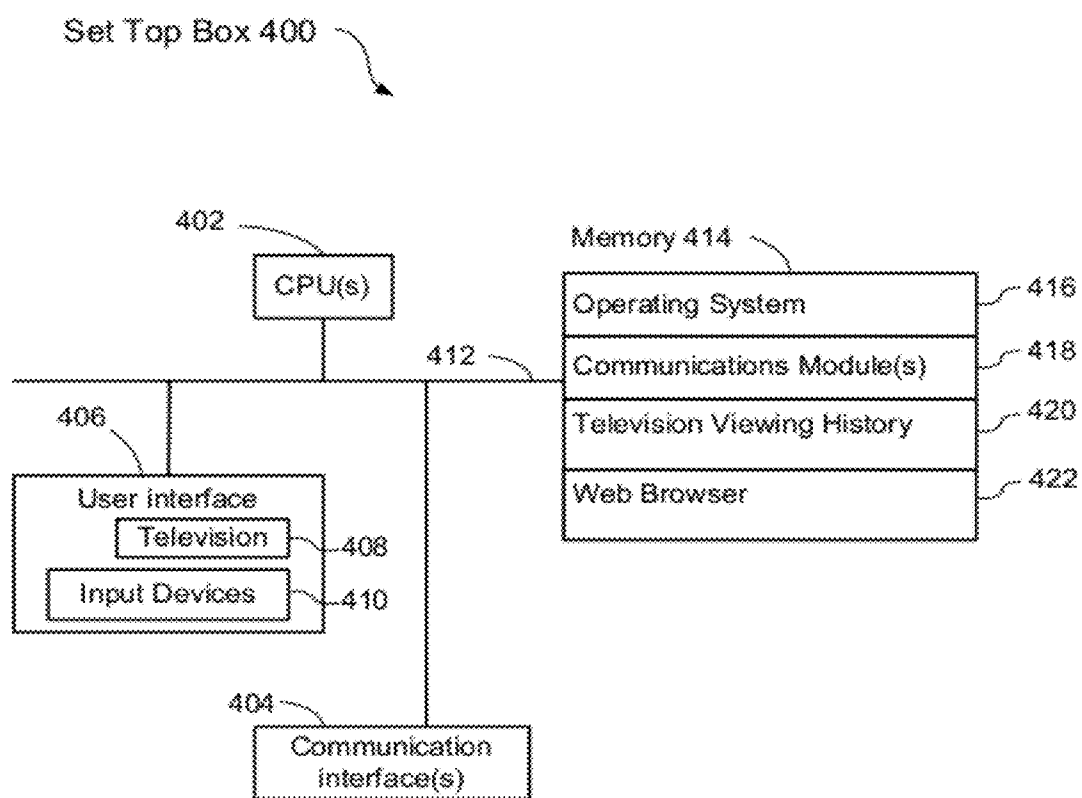 Set Top Box 400
402
CPU(s)
Memory 414
Operating System
416
412
Communications Module(s)
418
406
Television Viewing History
420
User interface
Web Browser
422
Television
408
Input Devices
410
404
Communication
interface(s)